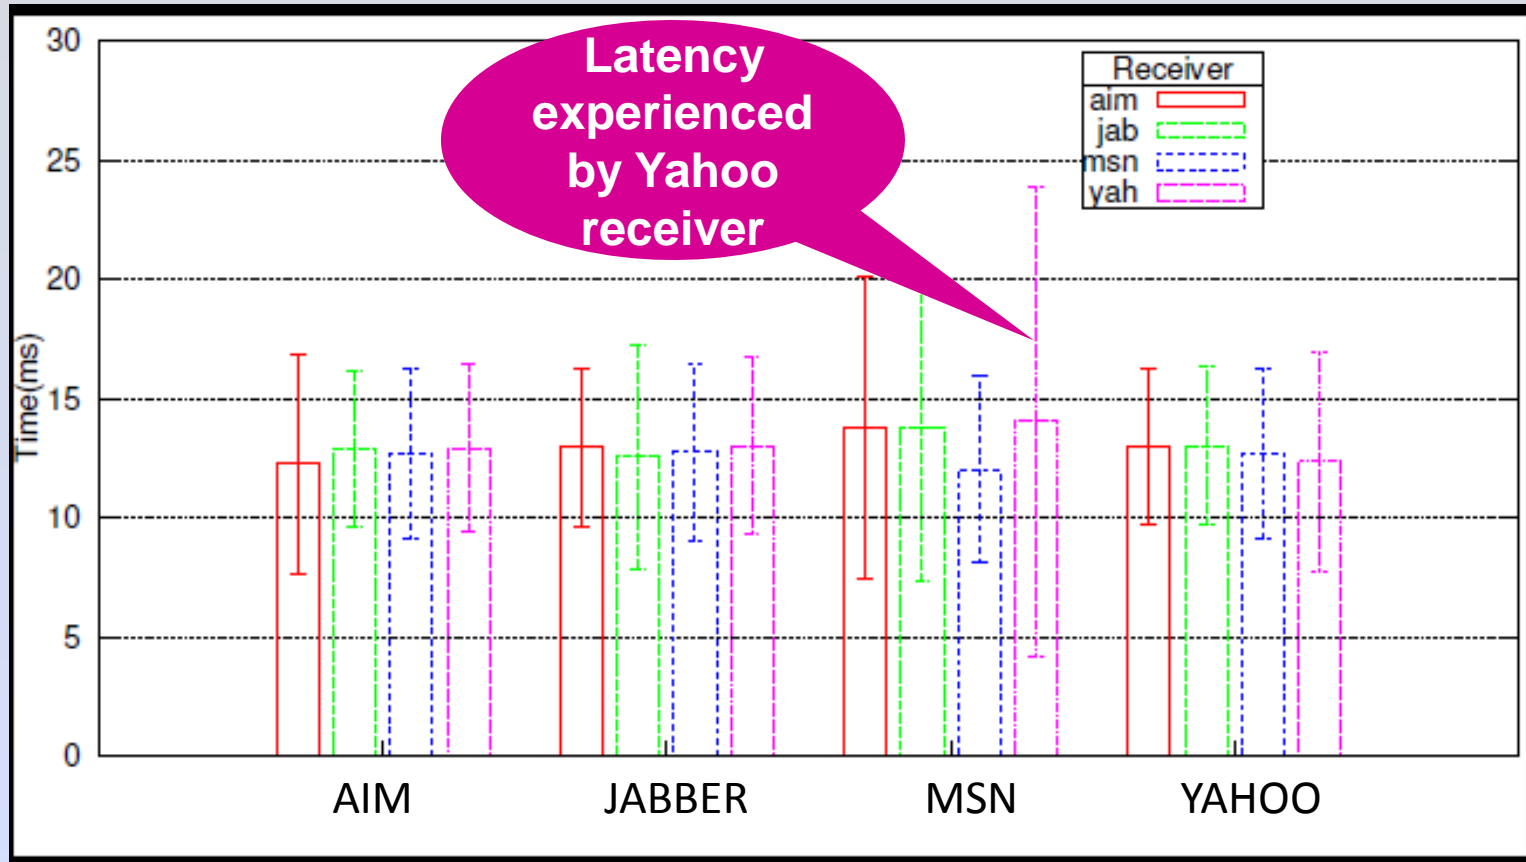 Latency
experienced
by Yahoo
receiver
Receiver
aim
jab
msn
yah
30
25
20
15
10
5
0
Time(ms)
AIM JABBER MSN YAHOO